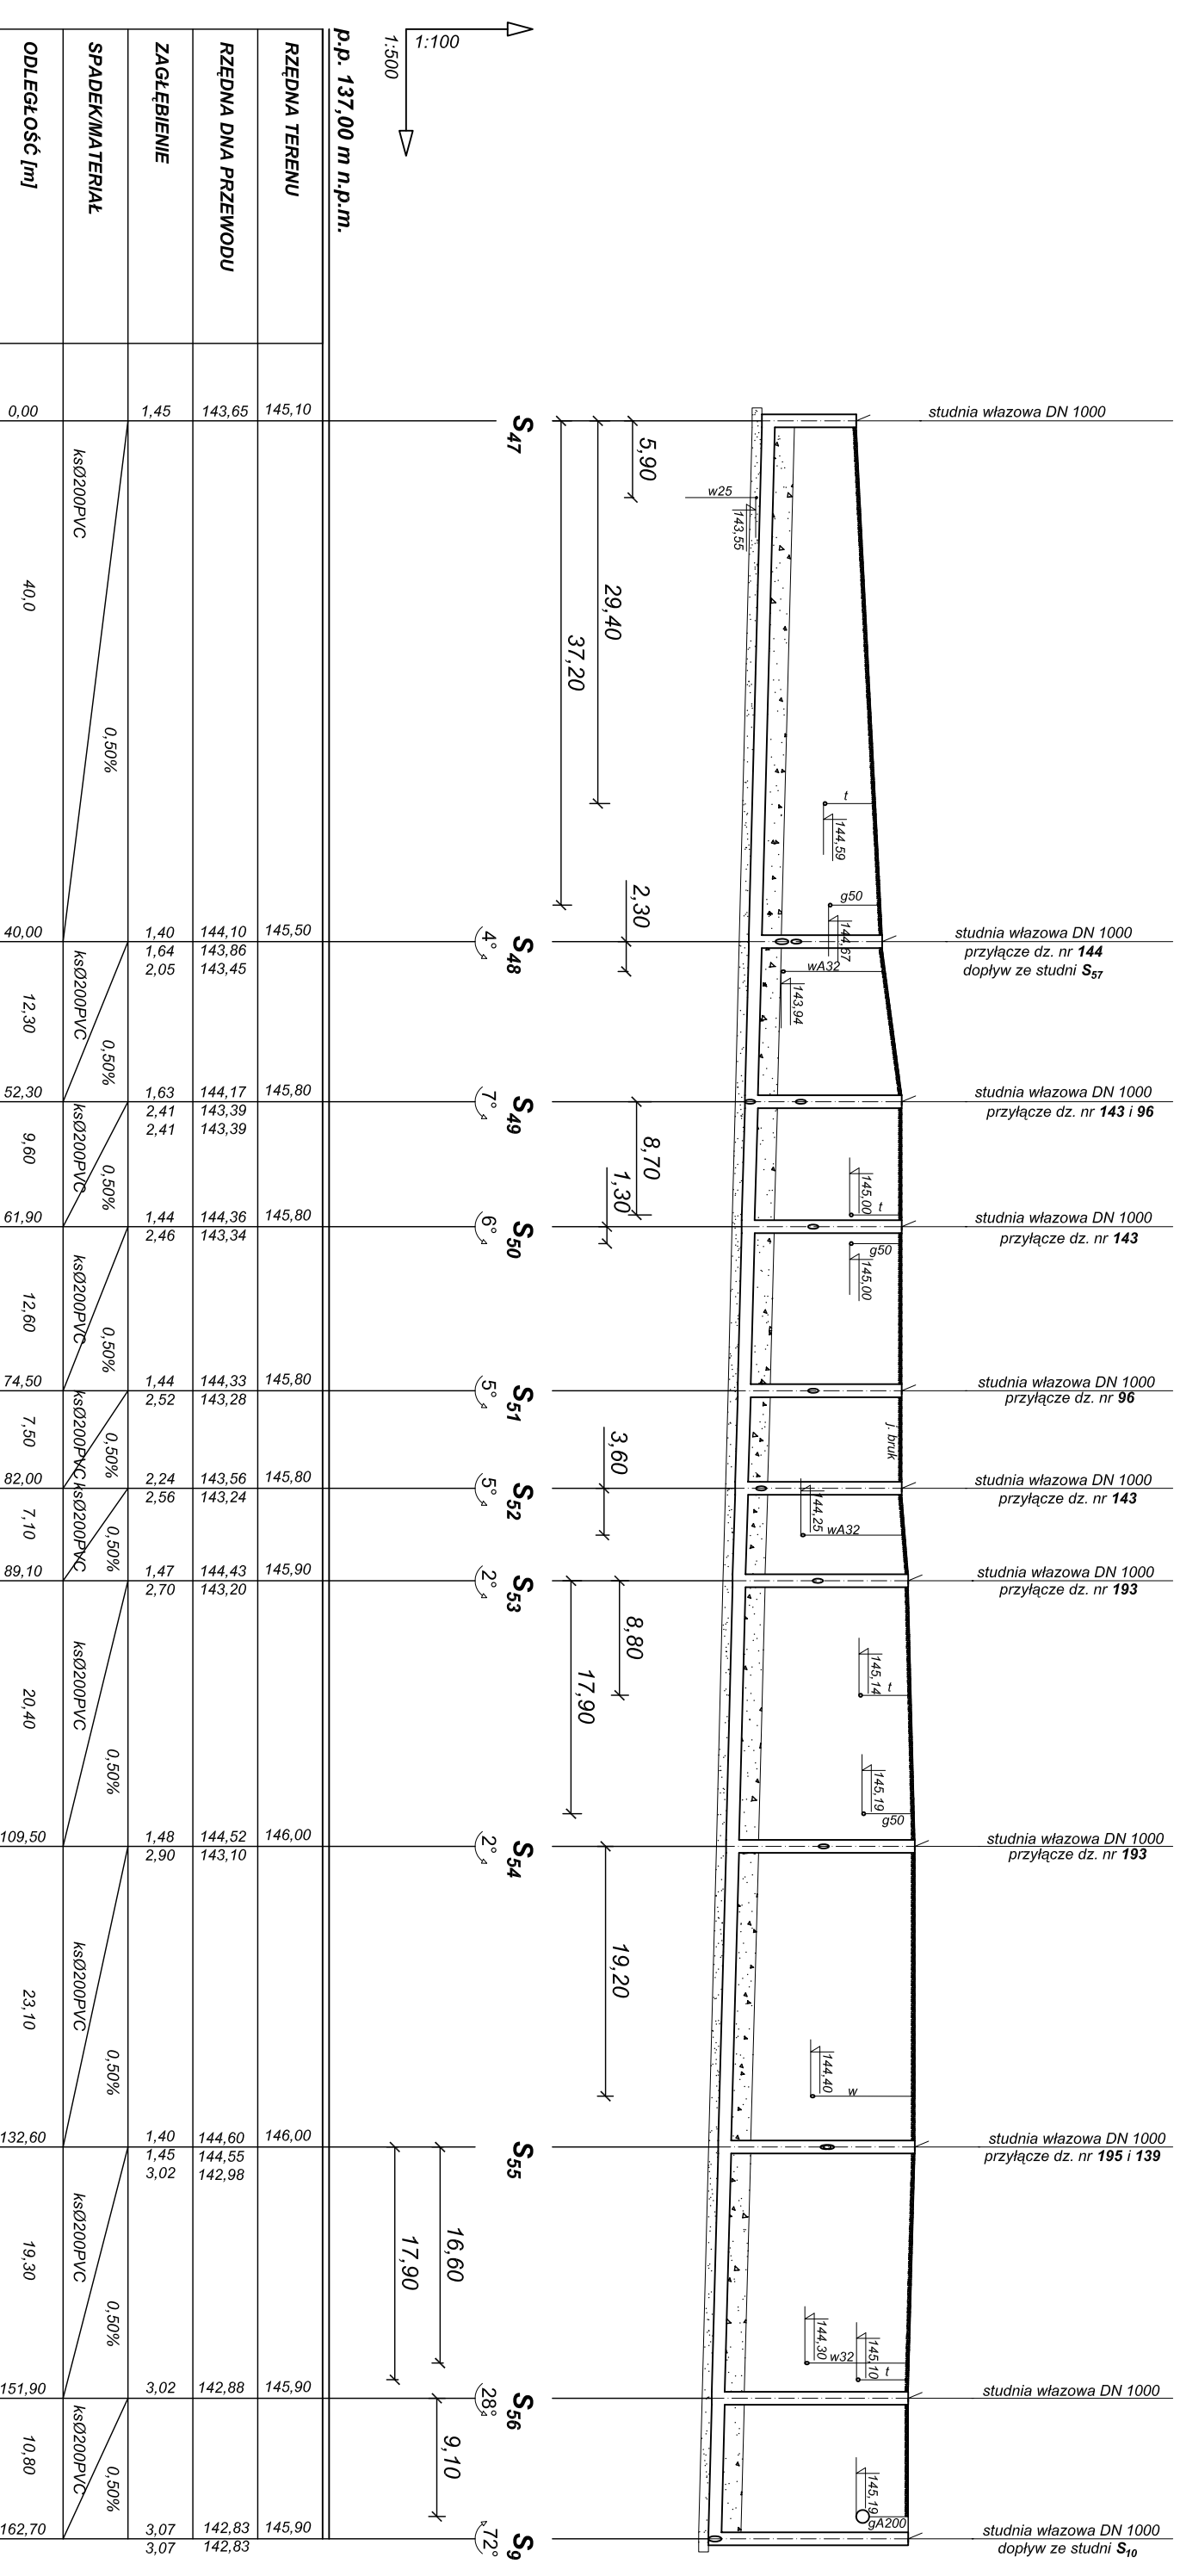 1:100
1:500
p.p. 137,00 m n.p.m.
RZĘDNA TERENU
RZĘDNA DNA PRZEWODU
ZAGŁĘBIENIE
SPADEK/MATERIAŁ
ODLEGŁOŚĆ [m]
studnia włazowa DN 1000
S47
0,00 1,45 143,65 145,10
5,90
29,40
37,20
w25
143,55
ksØ200PVC
0,50%
40,0
t
144,59
g50
144,67
2,30
studnia włazowa DN 1000
przyłącze dz. nr 144
dopływ ze studni S57
S48
4°
40,00 1,40 144,10 145,50
1,64 143,86
2,05 143,45
wA32
143,94
ksØ200PVC
0,50%
12,30
studnia włazowa DN 1000
przyłącze dz. nr 143 i 96
S49
7°
52,30 1,63 144,17 145,80
2,41 143,39
2,41 143,39
8,70
1,30
145,00
t
ksØ200PVC
0,50%
9,60
studnia włazowa DN 1000
przyłącze dz. nr 143
S50
6°
61,90 1,44 144,36 145,80
2,46 143,34
g50
145,00
ksØ200PVC
0,50%
12,60
studnia włazowa DN 1000
przyłącze dz. nr 96
S51
5°
74,50 1,44 144,33 145,80
2,52 143,28
j. bruk
3,60
ksØ200PVC
0,50%
7,50
studnia włazowa DN 1000
przyłącze dz. nr 143
S52
5°
82,00 2,24 143,56 145,80
2,56 143,24
144,25
wA32
ksØ200PVC
0,50%
7,10
studnia włazowa DN 1000
przyłącze dz. nr 193
S53
2°
89,10 1,47 144,43 145,90
2,70 143,20
8,80
17,90
145,14
t
145,19
g50
ksØ200PVC
0,50%
20,40
studnia włazowa DN 1000
przyłącze dz. nr 193
S54
2°
109,50 1,48 144,52 146,00
2,90 143,10
19,20
144,40
w
ksØ200PVC
0,50%
23,10
studnia włazowa DN 1000
przyłącze dz. nr 195 i 139
S55
132,60 1,40 144,60 146,00
1,45 144,55
3,02 142,98
16,60
17,90
144,30
w32
145,10
t
ksØ200PVC
0,50%
19,30
studnia włazowa DN 1000
S56
28°
151,90 3,02 142,88 145,90
9,10
145,19
gA200
ksØ200PVC
0,50%
10,80
studnia włazowa DN 1000
dopływ ze studni S10
S9
72°
162,70 3,07 142,83 145,90
3,07 142,83